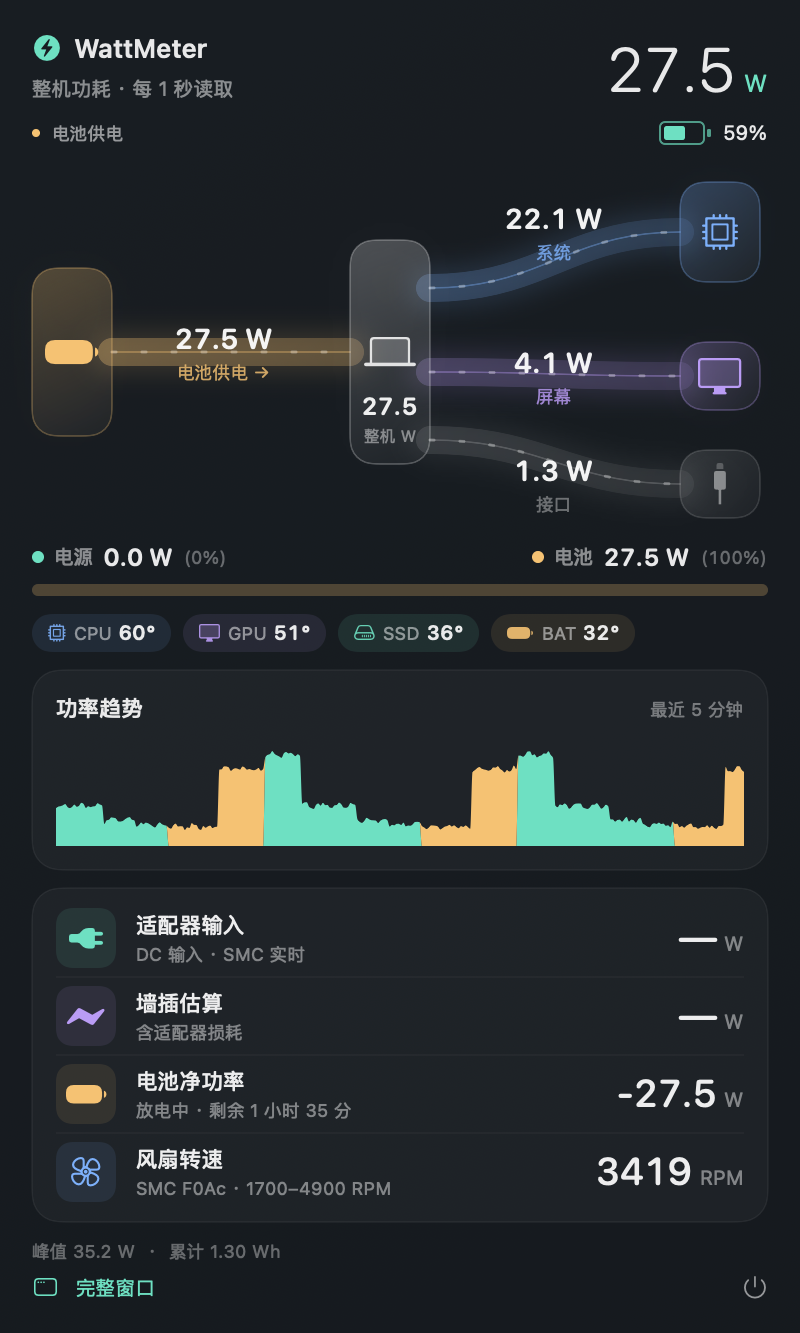 WattMeter
27.5 W
整机功耗 · 每 1 秒读取
电池供电
59%
22.1 W
系统
27.5 W
电池供电 →
4.1 W
屏幕
27.5
整机 W
1.3 W
接口
电源 0.0 W (0%)
电池 27.5 W (100%)
CPU 60° GPU 51° SSD 36° BAT 32°
功率趋势
最近 5 分钟
适配器输入
DC 输入 · SMC 实时
— W
墙插估算
含适配器损耗
— W
电池净功率
放电中 · 剩余 1 小时 35 分
-27.5 W
风扇转速
SMC F0Ac · 1700–4900 RPM
3419 RPM
峰值 35.2 W · 累计 1.30 Wh
完整窗口